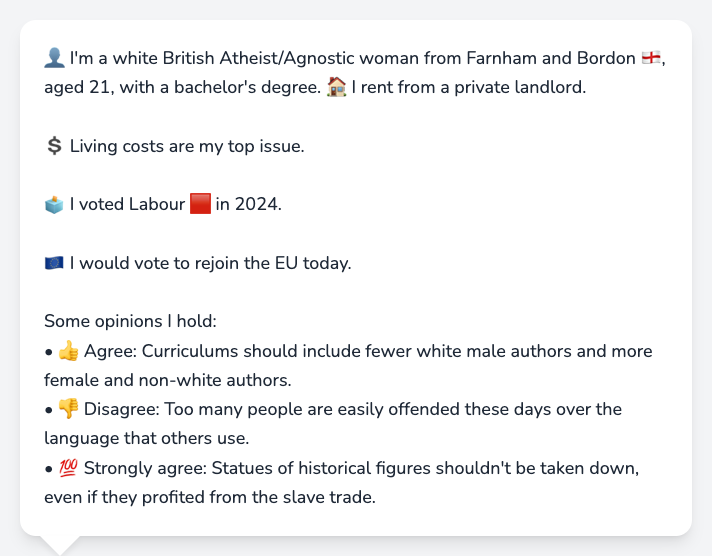 👤 I'm a white British Atheist/Agnostic woman from Farnham and Bordon 🏴󠁧󠁢󠁥󠁮󠁧󠁿,
aged 21, with a bachelor's degree. 🏠 I rent from a private landlord.
💲 Living costs are my top issue.
🗳️ I voted Labour 🟥 in 2024.
🇪🇺 I would vote to rejoin the EU today.
Some opinions I hold:
• 👍 Agree: Curriculums should include fewer white male authors and more
female and non-white authors.
• 👎 Disagree: Too many people are easily offended these days over the
language that others use.
• 💯 Strongly agree: Statues of historical figures shouldn't be taken down,
even if they profited from the slave trade.